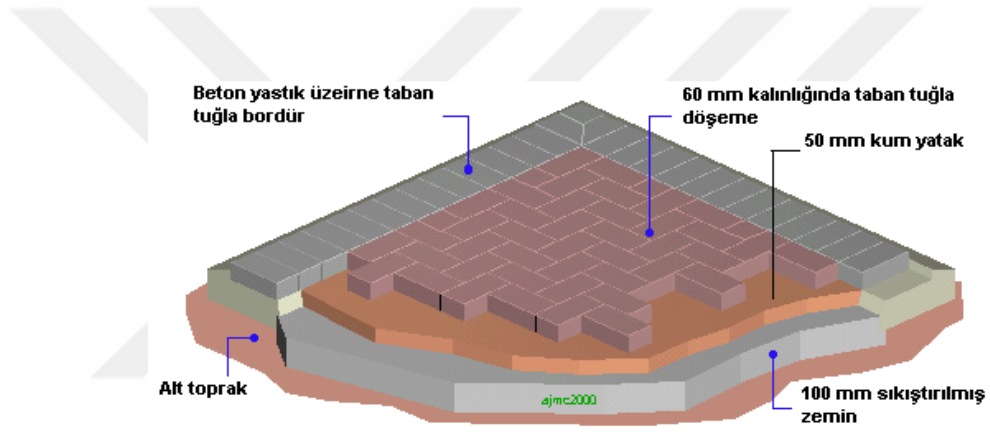 Beton yastık üzeirne taban
tuğla bordür
60 mm kalınlığında taban tuğla
döşeme
50 mm kum yatak
Alt toprak
ajmc2000
100 mm sıkıştırılmış
zemin